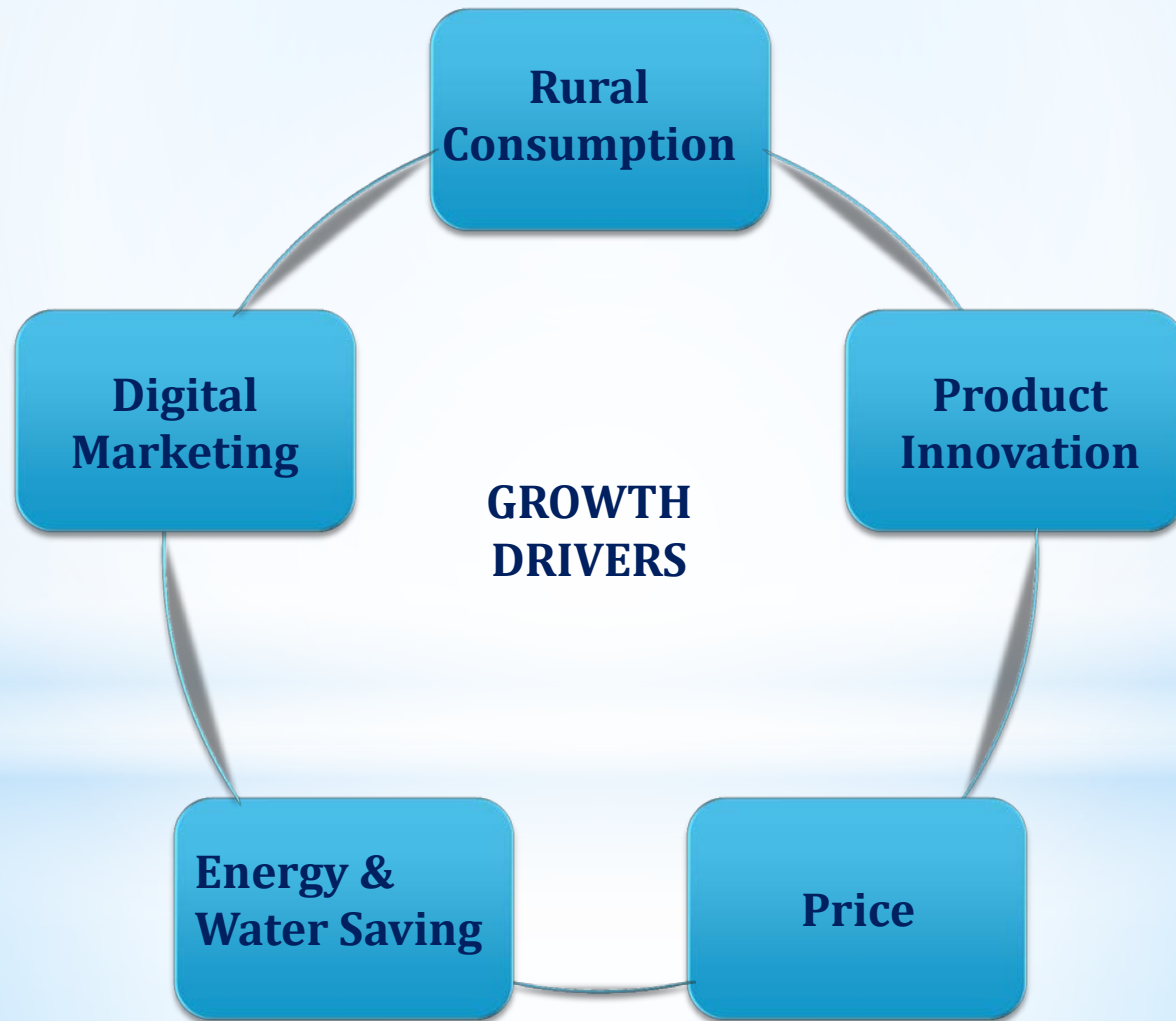 Rural
Consumption
Digital
Marketing
Product
Innovation
GROWTH
DRIVERS
Energy &
Water Saving
Price